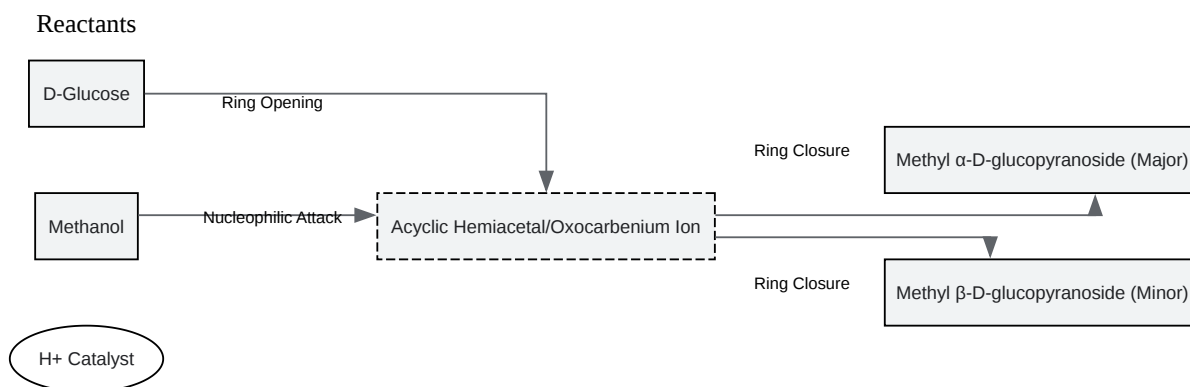 Reactants
D-Glucose
Ring Opening
Methanol
Nucleophilic Attack
Acyclic Hemiacetal/Oxocarbenium Ion
Ring Closure
Methyl α-D-glucopyranoside (Major)
Ring Closure
Methyl β-D-glucopyranoside (Minor)
H+ Catalyst